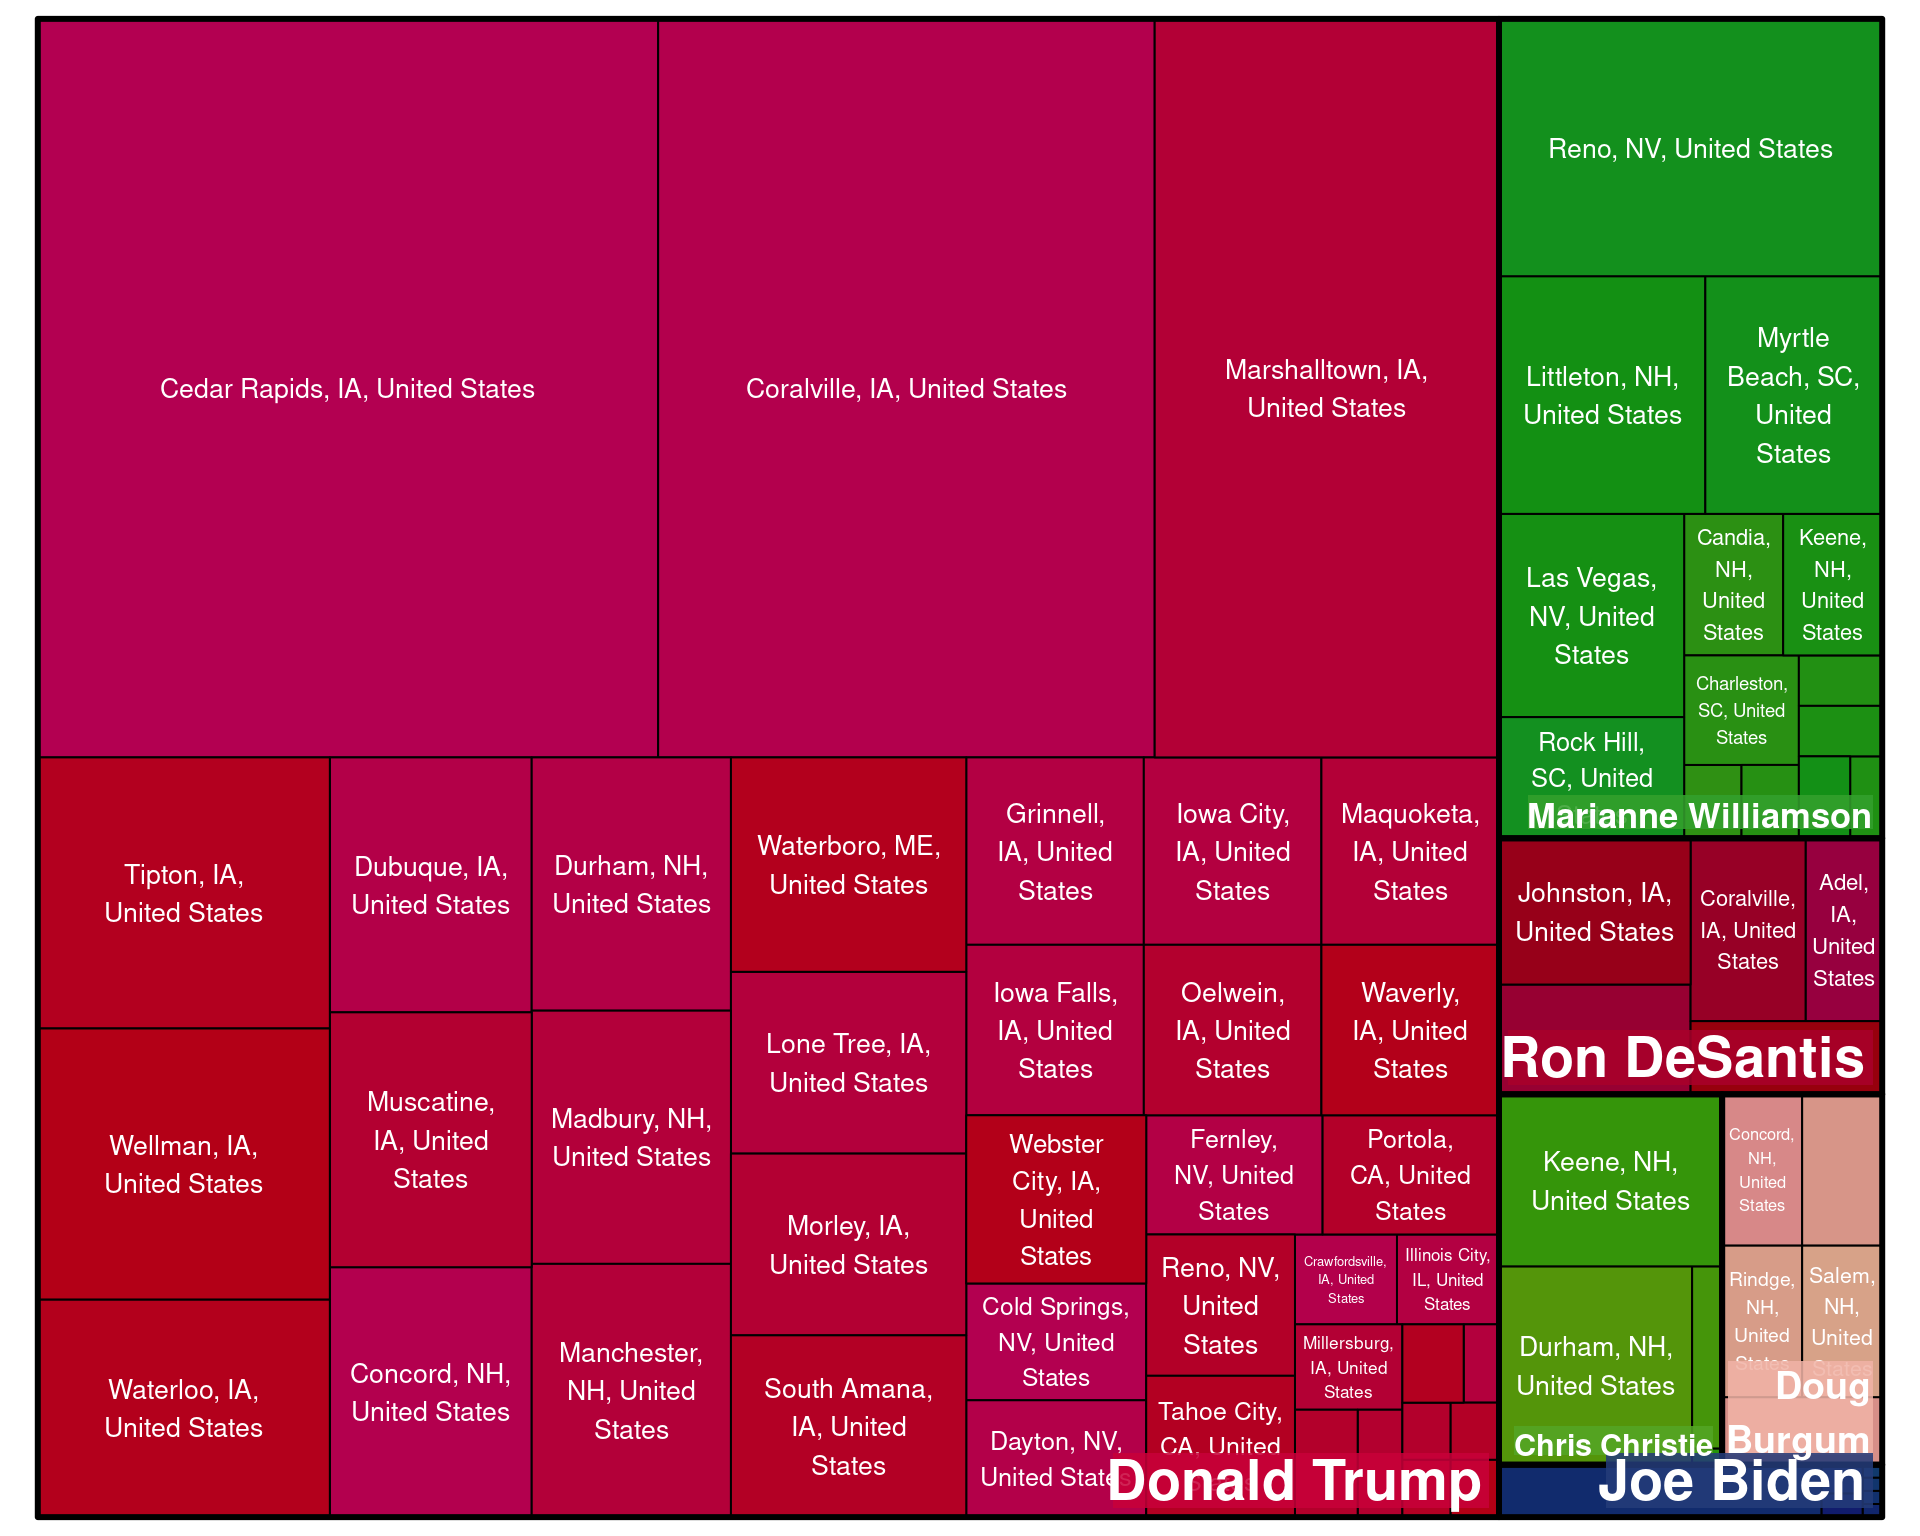 Cedar Rapids, IA, United States
Coralville, IA, United States
Marshalltown, IA,
United States
Tipton, IA,
United States
Wellman, IA,
United States
Waterloo, IA,
United States
Dubuque, IA,
United States
Muscatine,
IA, United
States
Concord, NH,
United States
Durham, NH,
United States
Madbury, NH,
United States
Manchester,
NH, United
States
Waterboro, ME,
United States
Lone Tree, IA,
United States
Morley, IA,
United States
South Amana,
IA, United
States
Grinnell,
IA, United
States
Iowa City,
IA, United
States
Maquoketa,
IA, United
States
Iowa Falls,
IA, United
States
Oelwein,
IA, United
States
Waverly,
IA, United
States
Webster
City, IA,
United
States
Cold Springs,
NV, United
States
Dayton, NV,
United States
Fernley,
NV, United
States
Portola,
CA, United
States
Reno, NV,
United
States
Tahoe City,
CA, United
Crawfordsville,
IA, United
States
Illinois City,
IL, United
States
Millersburg,
IA, United
States
Donald Trump
Reno, NV, United States
Littleton, NH,
United States
Myrtle
Beach, SC,
United
States
Las Vegas,
NV, United
States
Candia,
NH,
United
States
Keene,
NH,
United
States
Charleston,
SC, United
States
Rock Hill,
SC, United
Marianne Williamson
Johnston, IA,
United States
Coralville,
IA, United
States
Adel,
IA,
United
States
Ron DeSantis
Keene, NH,
United States
Durham, NH,
United States
Chris Christie
Concord,
NH,
United
States
Rindge,
NH,
United
States
Salem,
NH,
United
States
Doug
Burgum
Joe Biden